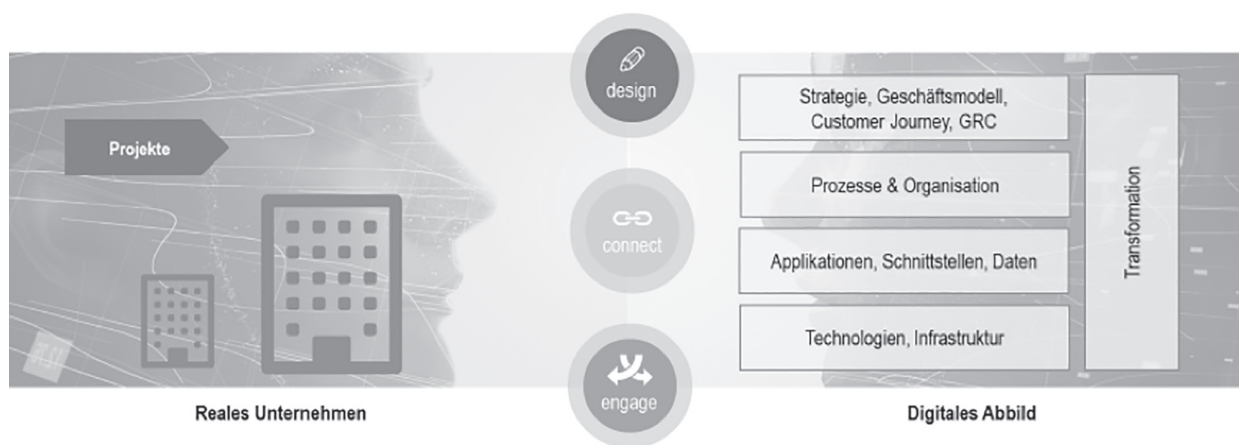 design
Strategie, Geschäftsmodell,
Customer Journey, GRC
Projekte
Prozesse & Organisation
Transformation
connect
Applikationen, Schnittstellen, Daten
Technologien, Infrastruktur
engage
Reales Unternehmen
Digitales Abbild